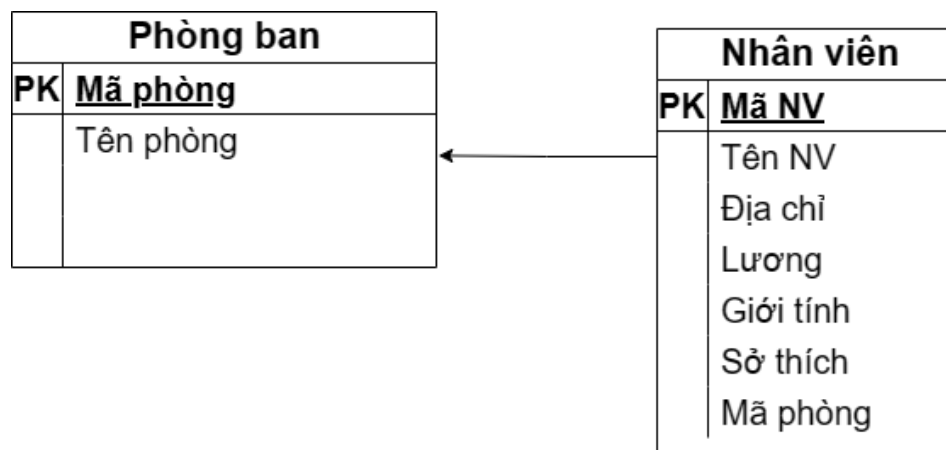 Phòng ban
PK Mã phòng
Tên phòng
Nhân viên
PK Mã NV
Tên NV
Địa chỉ
Lương
Giới tính
Sở thích
Mã phòng